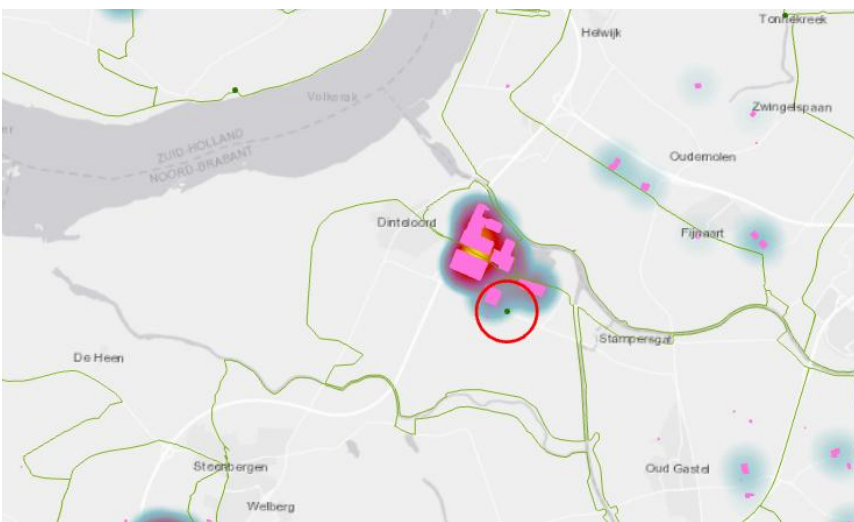 Tonnekreek
Helwijk
Volkerak
Zwingelspaan
ZUID-HOLLAND
NOORD-BRABANT
Oudemolen
Dinteloord
Fijnaart
Stampersgat
De Heen
Steenbergen
Oud Gastel
Welberg